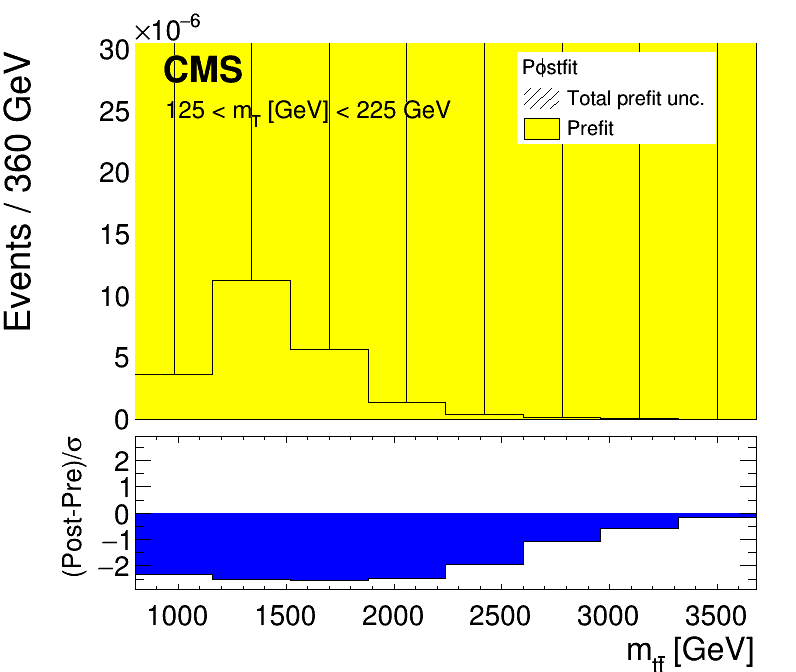 ×10⁻⁶
Events / 360 GeV
30
25
20
15
10
5
0
CMS
125 < m_T [GeV] < 225 GeV
Postfit
Total prefit unc.
Prefit
(Post-Pre)/σ
2
1
0
−1
−2
1000 1500 2000 2500 3000 3500
m_tt̄ [GeV]